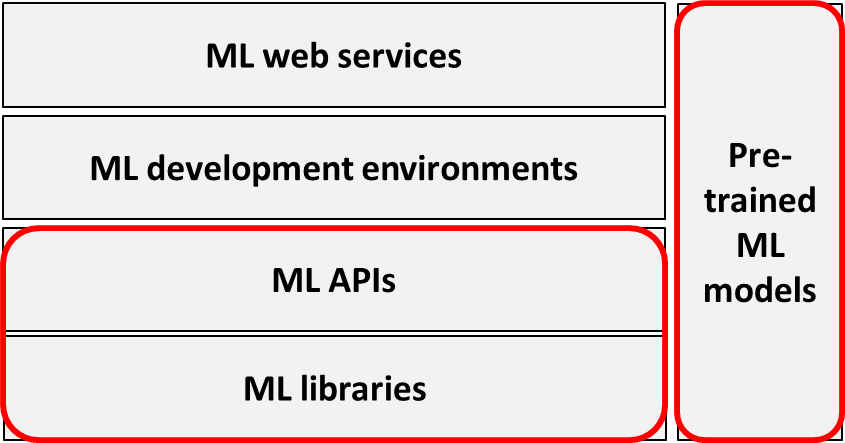 ML web services
ML development environments
ML APIs
ML libraries
Pre-
trained
ML
models